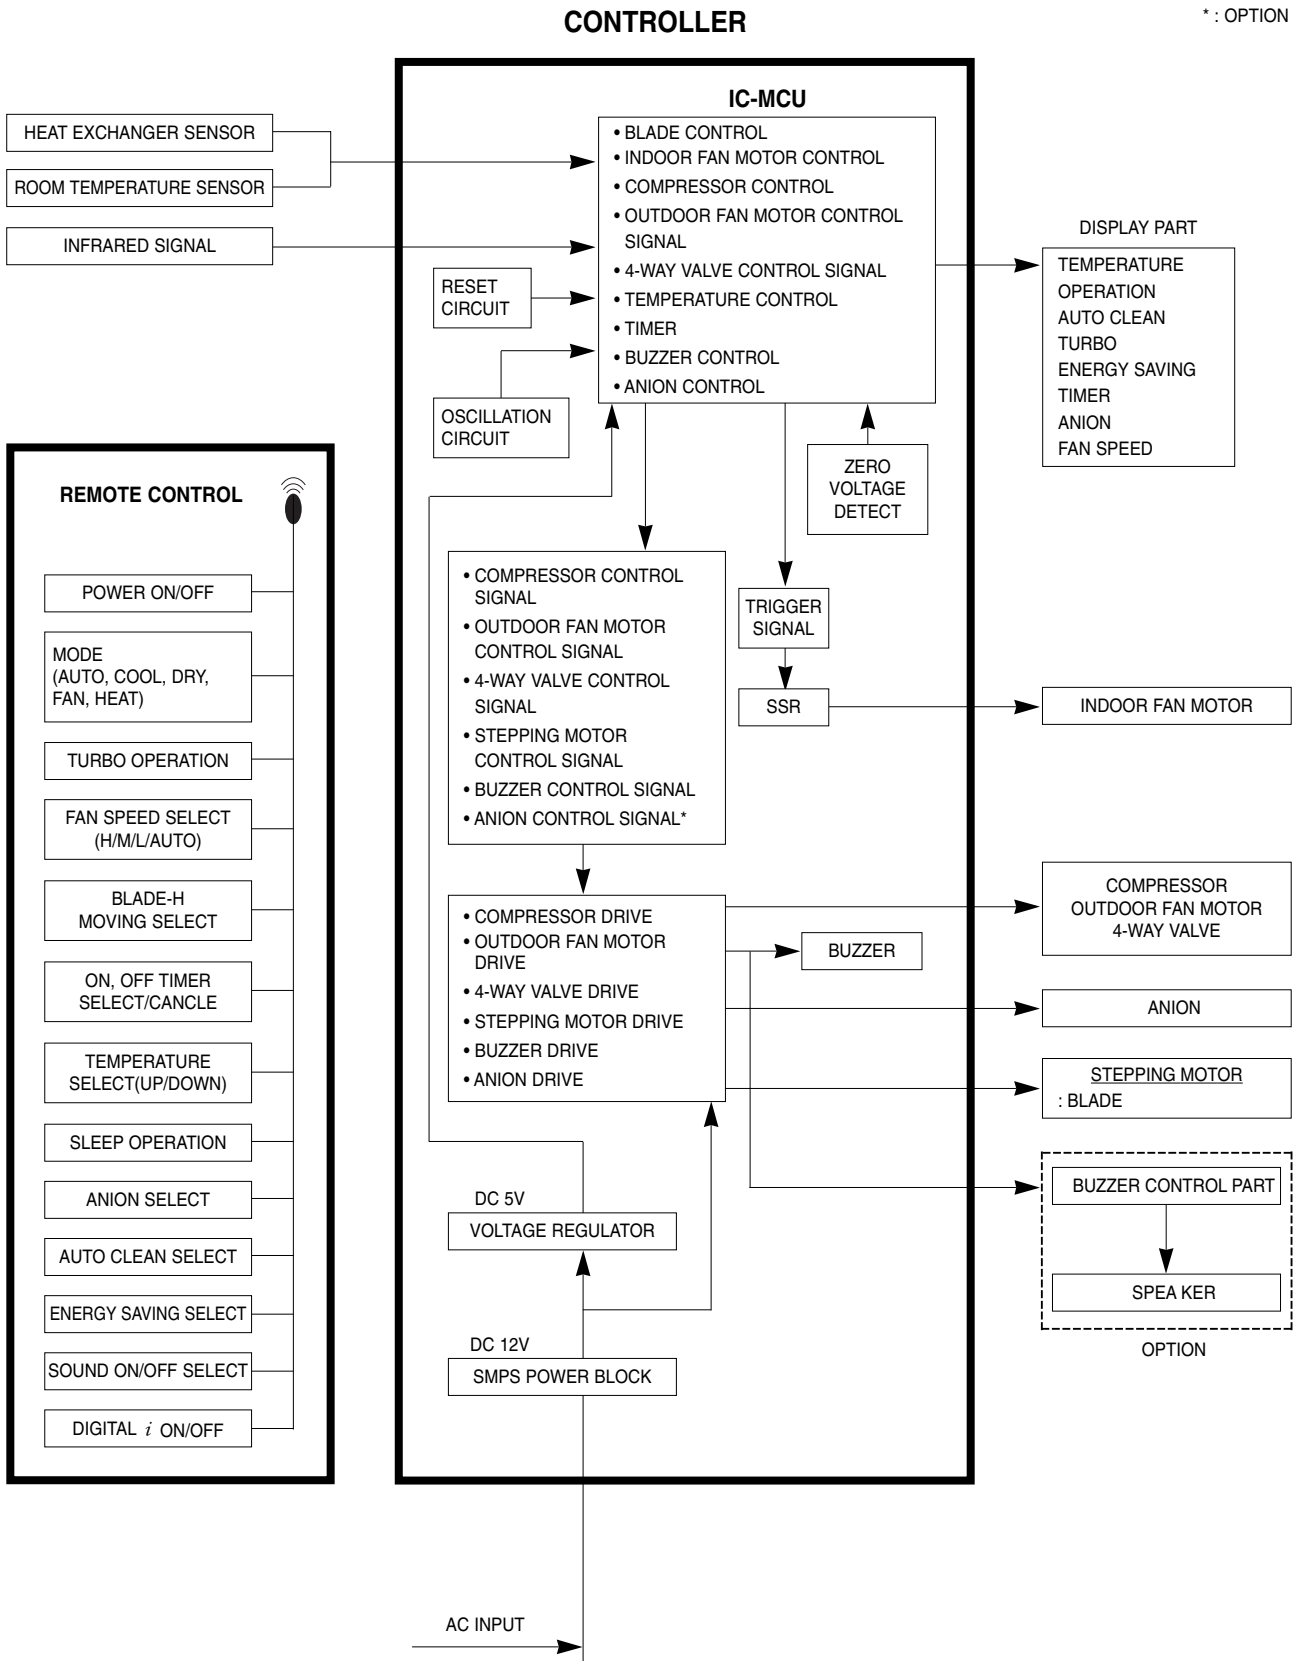 CONTROLLER
* : OPTION
IC-MCU
• BLADE CONTROL
• INDOOR FAN MOTOR CONTROL
• COMPRESSOR CONTROL
• OUTDOOR FAN MOTOR CONTROL
SIGNAL
• 4-WAY VALVE CONTROL SIGNAL
• TEMPERATURE CONTROL
• TIMER
• BUZZER CONTROL
• ANION CONTROL
HEAT EXCHANGER SENSOR
ROOM TEMPERATURE SENSOR
INFRARED SIGNAL
RESET
CIRCUIT
OSCILLATION
CIRCUIT
ZERO
VOLTAGE
DETECT
DISPLAY PART
TEMPERATURE
OPERATION
AUTO CLEAN
TURBO
ENERGY SAVING
TIMER
ANION
FAN SPEED
REMOTE CONTROL
POWER ON/OFF
MODE
(AUTO, COOL, DRY,
FAN, HEAT)
TURBO OPERATION
FAN SPEED SELECT
(H/M/L/AUTO)
BLADE-H
MOVING SELECT
ON, OFF TIMER
SELECT/CANCLE
TEMPERATURE
SELECT(UP/DOWN)
SLEEP OPERATION
ANION SELECT
AUTO CLEAN SELECT
ENERGY SAVING SELECT
SOUND ON/OFF SELECT
DIGITAL i ON/OFF
• COMPRESSOR CONTROL
SIGNAL
• OUTDOOR FAN MOTOR
CONTROL SIGNAL
• 4-WAY VALVE CONTROL
SIGNAL
• STEPPING MOTOR
CONTROL SIGNAL
• BUZZER CONTROL SIGNAL
• ANION CONTROL SIGNAL*
TRIGGER
SIGNAL
SSR
INDOOR FAN MOTOR
• COMPRESSOR DRIVE
• OUTDOOR FAN MOTOR
DRIVE
• 4-WAY VALVE DRIVE
• STEPPING MOTOR DRIVE
• BUZZER DRIVE
• ANION DRIVE
BUZZER
COMPRESSOR
OUTDOOR FAN MOTOR
4-WAY VALVE
ANION
STEPPING MOTOR
: BLADE
BUZZER CONTROL PART
SPEA KER
OPTION
DC 5V
VOLTAGE REGULATOR
DC 12V
SMPS POWER BLOCK
AC INPUT